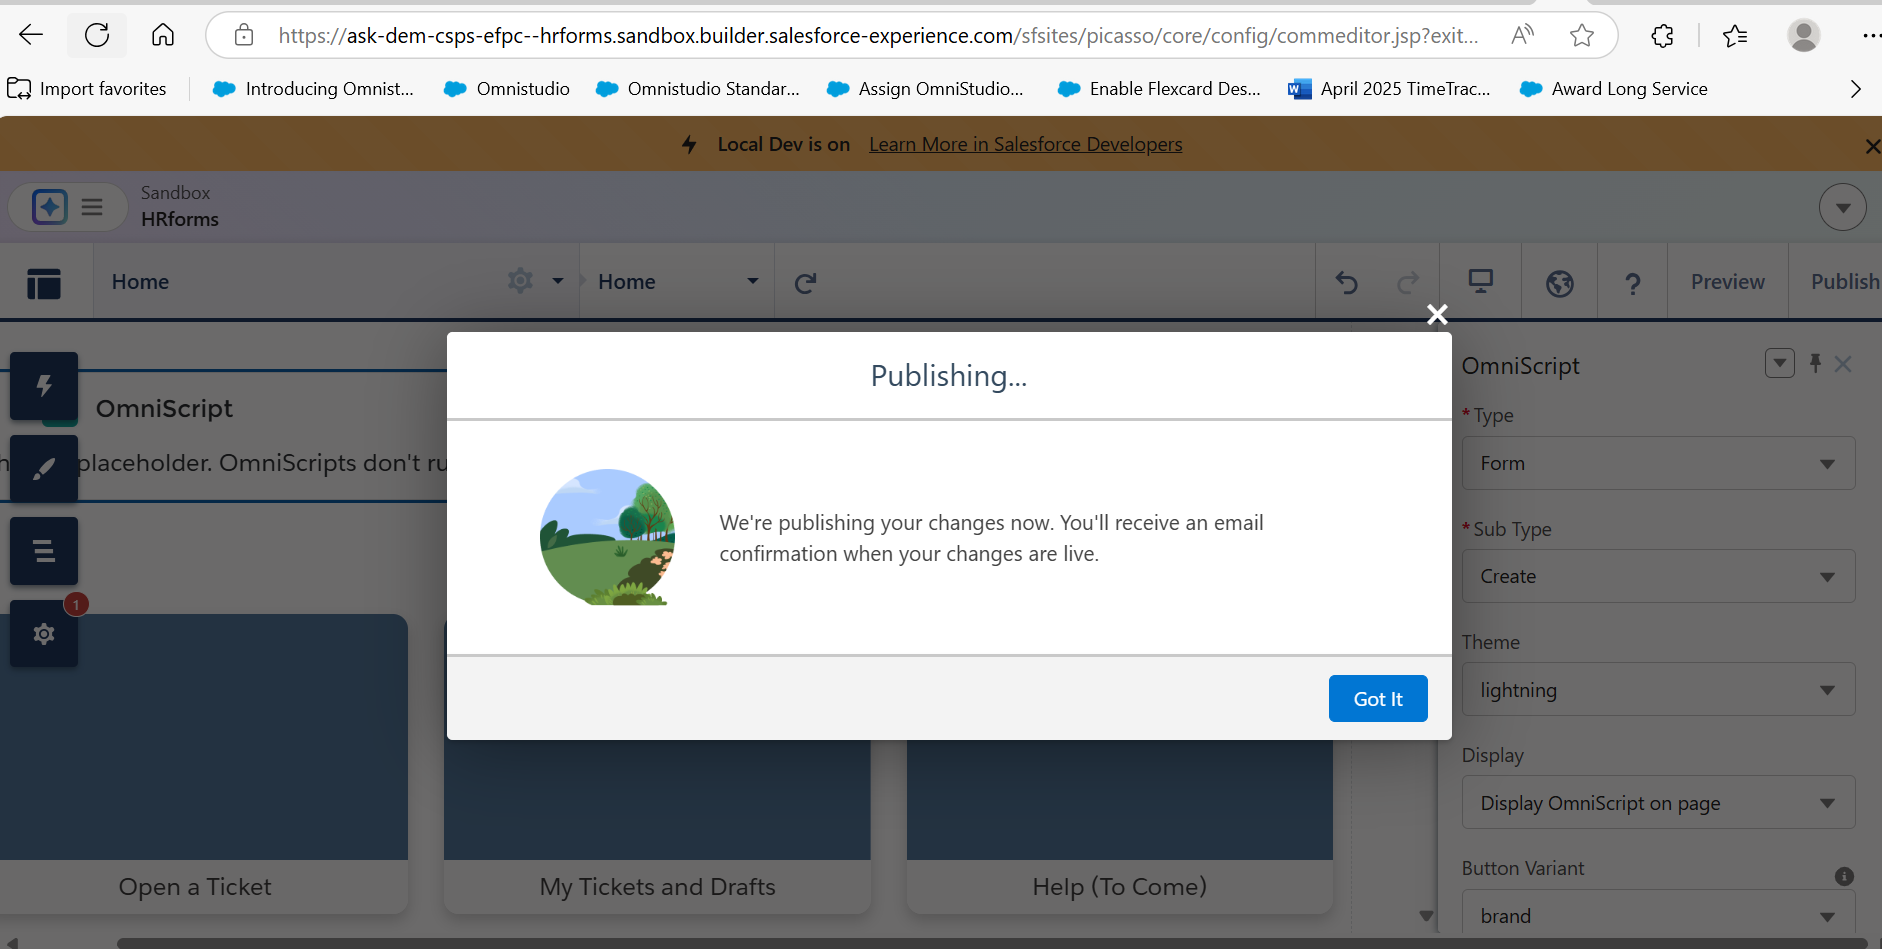 https://ask-dem-csps-efpc--hrforms.sandbox.builder.salesforce-experience.com/sfsites/picasso/core/config/commeditor.jsp?exit...
Import favorites
Introducing Omnist...
Omnistudio
Omnistudio Standar...
Assign OmniStudio...
Enable Flexcard Des...
April 2025 TimeTrac...
Award Long Service
Local Dev is on Learn More in Salesforce Developers
Sandbox
HRforms
Home
Home
Preview
Publish
OmniScript
placeholder. OmniScripts don't ru
1
Open a Ticket
My Tickets and Drafts
Help (To Come)
Publishing...
We're publishing your changes now. You'll receive an email
confirmation when your changes are live.
Got It
OmniScript
*Type
Form
*Sub Type
Create
Theme
lightning
Display
Display OmniScript on page
Button Variant
brand